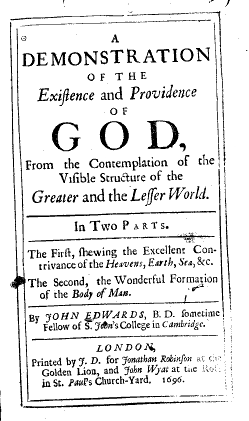 A
DEMONSTRATION
OF THE
Exiſtence and Providence
OF
GOD,
From the Contemplation of the
Viſible Structure of the
Greater and the Leſſer World.
In Two PARTS.
The Firſt, ſhewing the Excellent Con-
trivance of the Heavens, Earth, Sea, &c.
The Second, the Wonderful Formation
of the Body of Man.
By JOHN EDWARDS, B. D. ſometime
Fellow of S. John's College in Cambridge.
LONDON,
Printed by J. D. for Jonathan Robinſon at the
Golden Lion, and John Wyat at the Roſe
in St. Paul's Church-Yard. 1696.